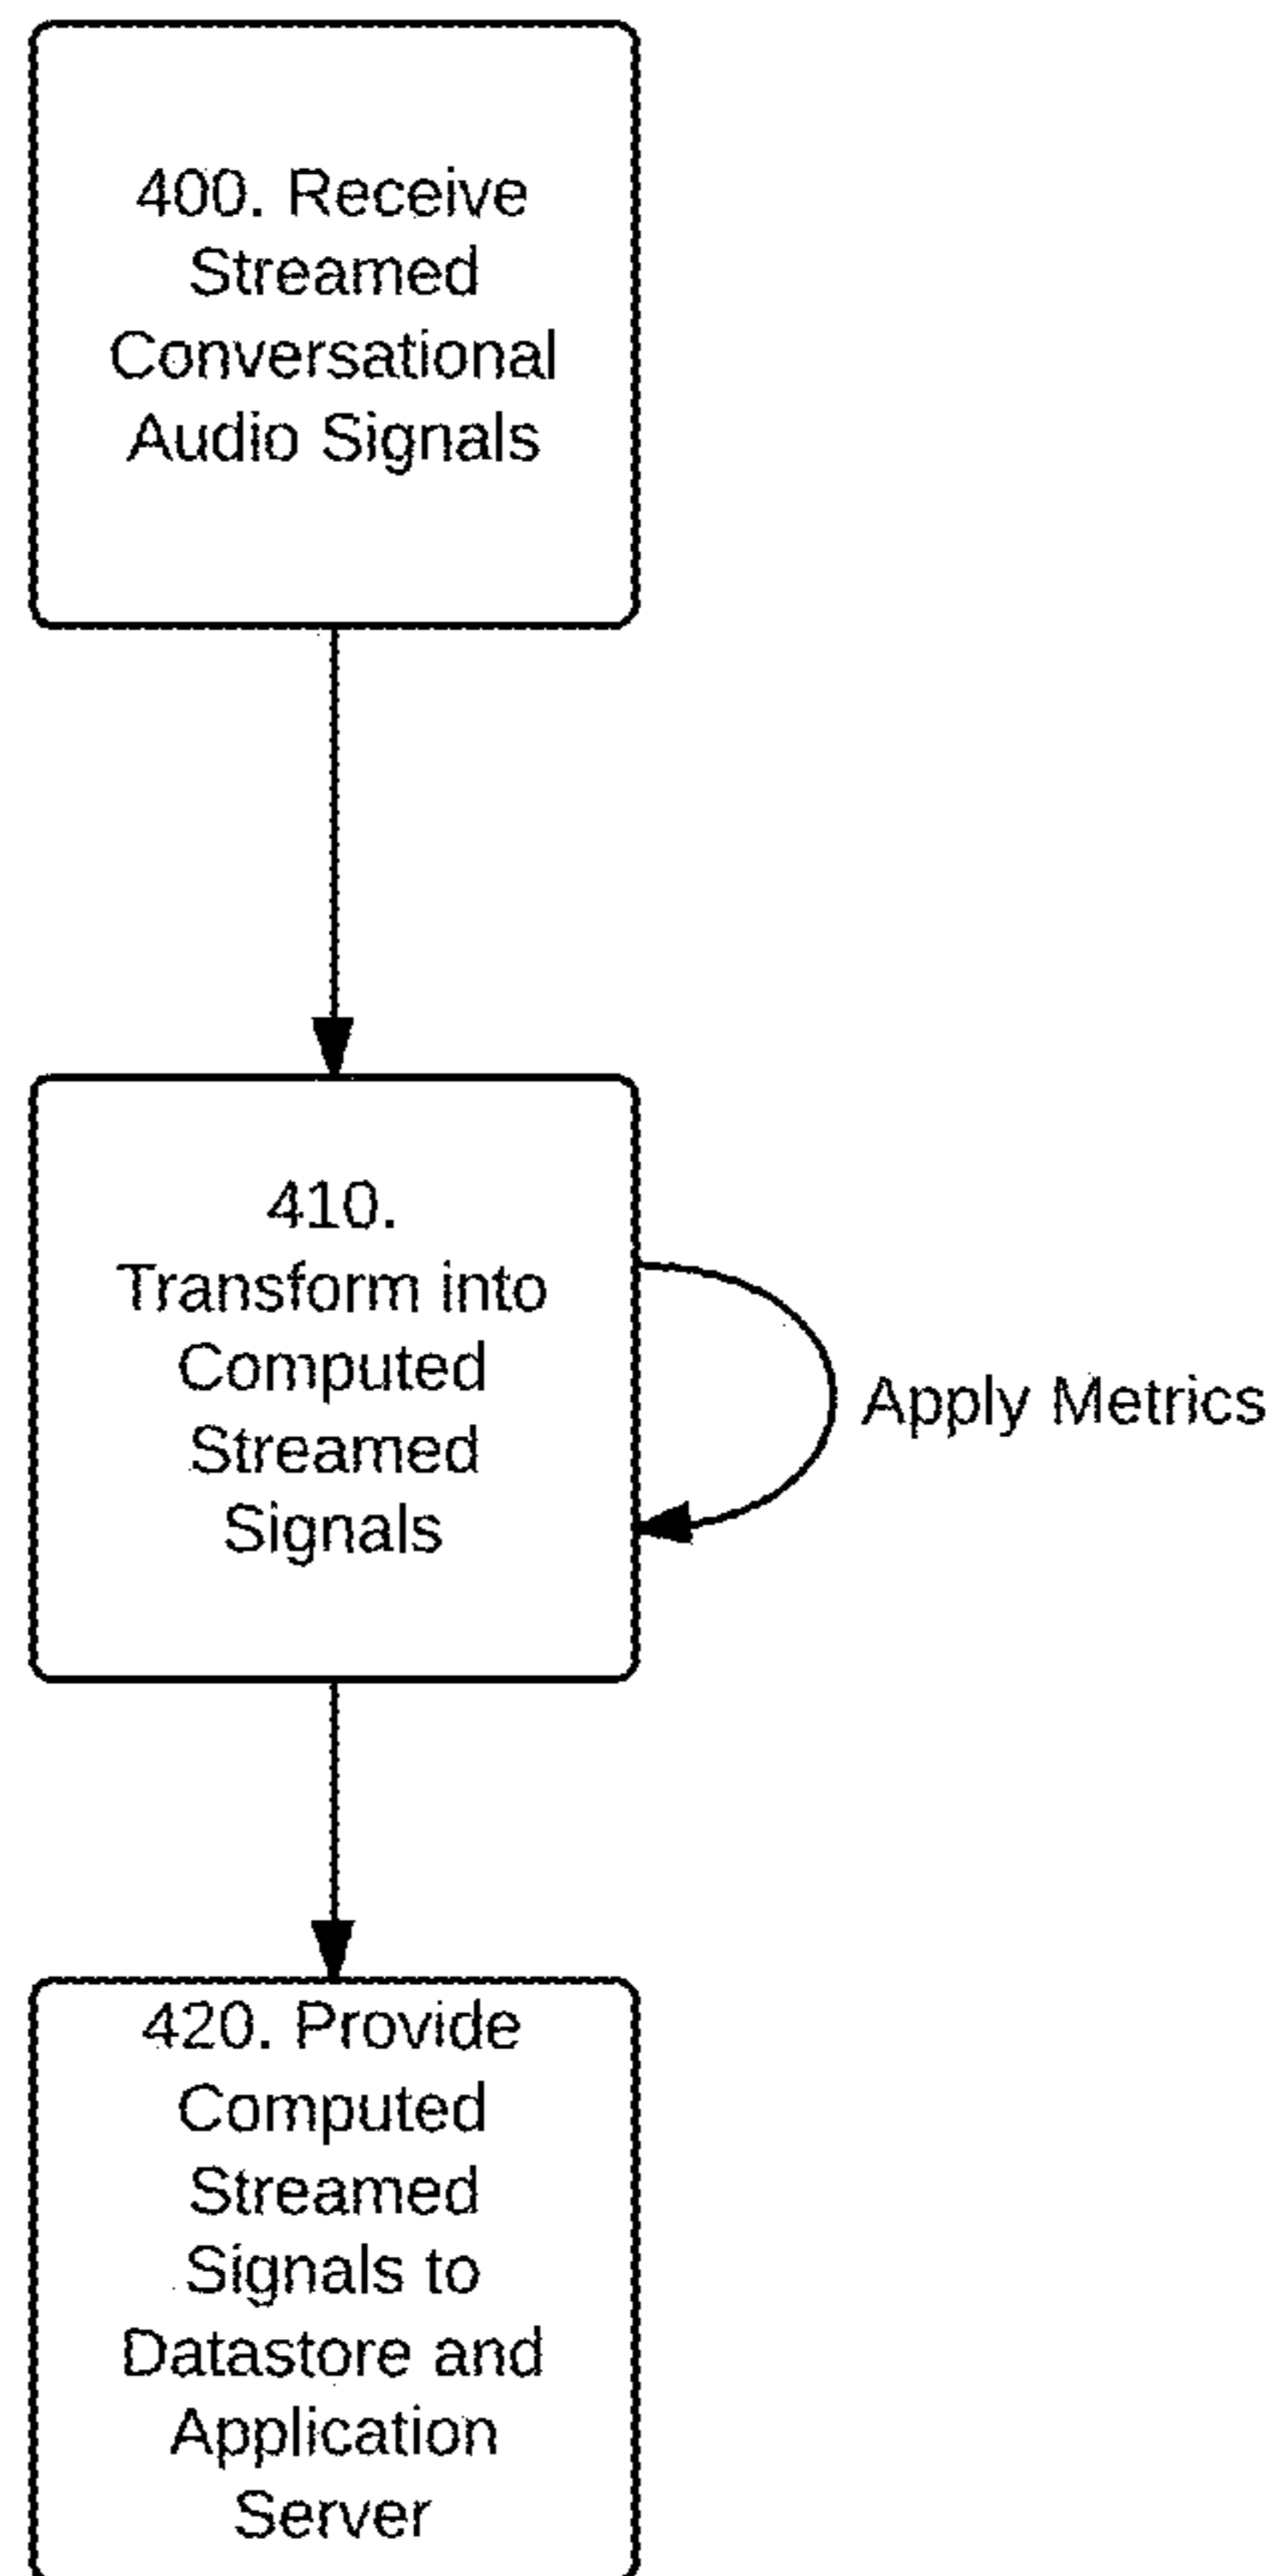 400. Receive
Streamed
Conversational
Audio Signals
410.
Transform into
Computed
Streamed
Signals
Apply Metrics
420. Provide
Computed
Streamed
Signals to
Datastore and
Application
Server